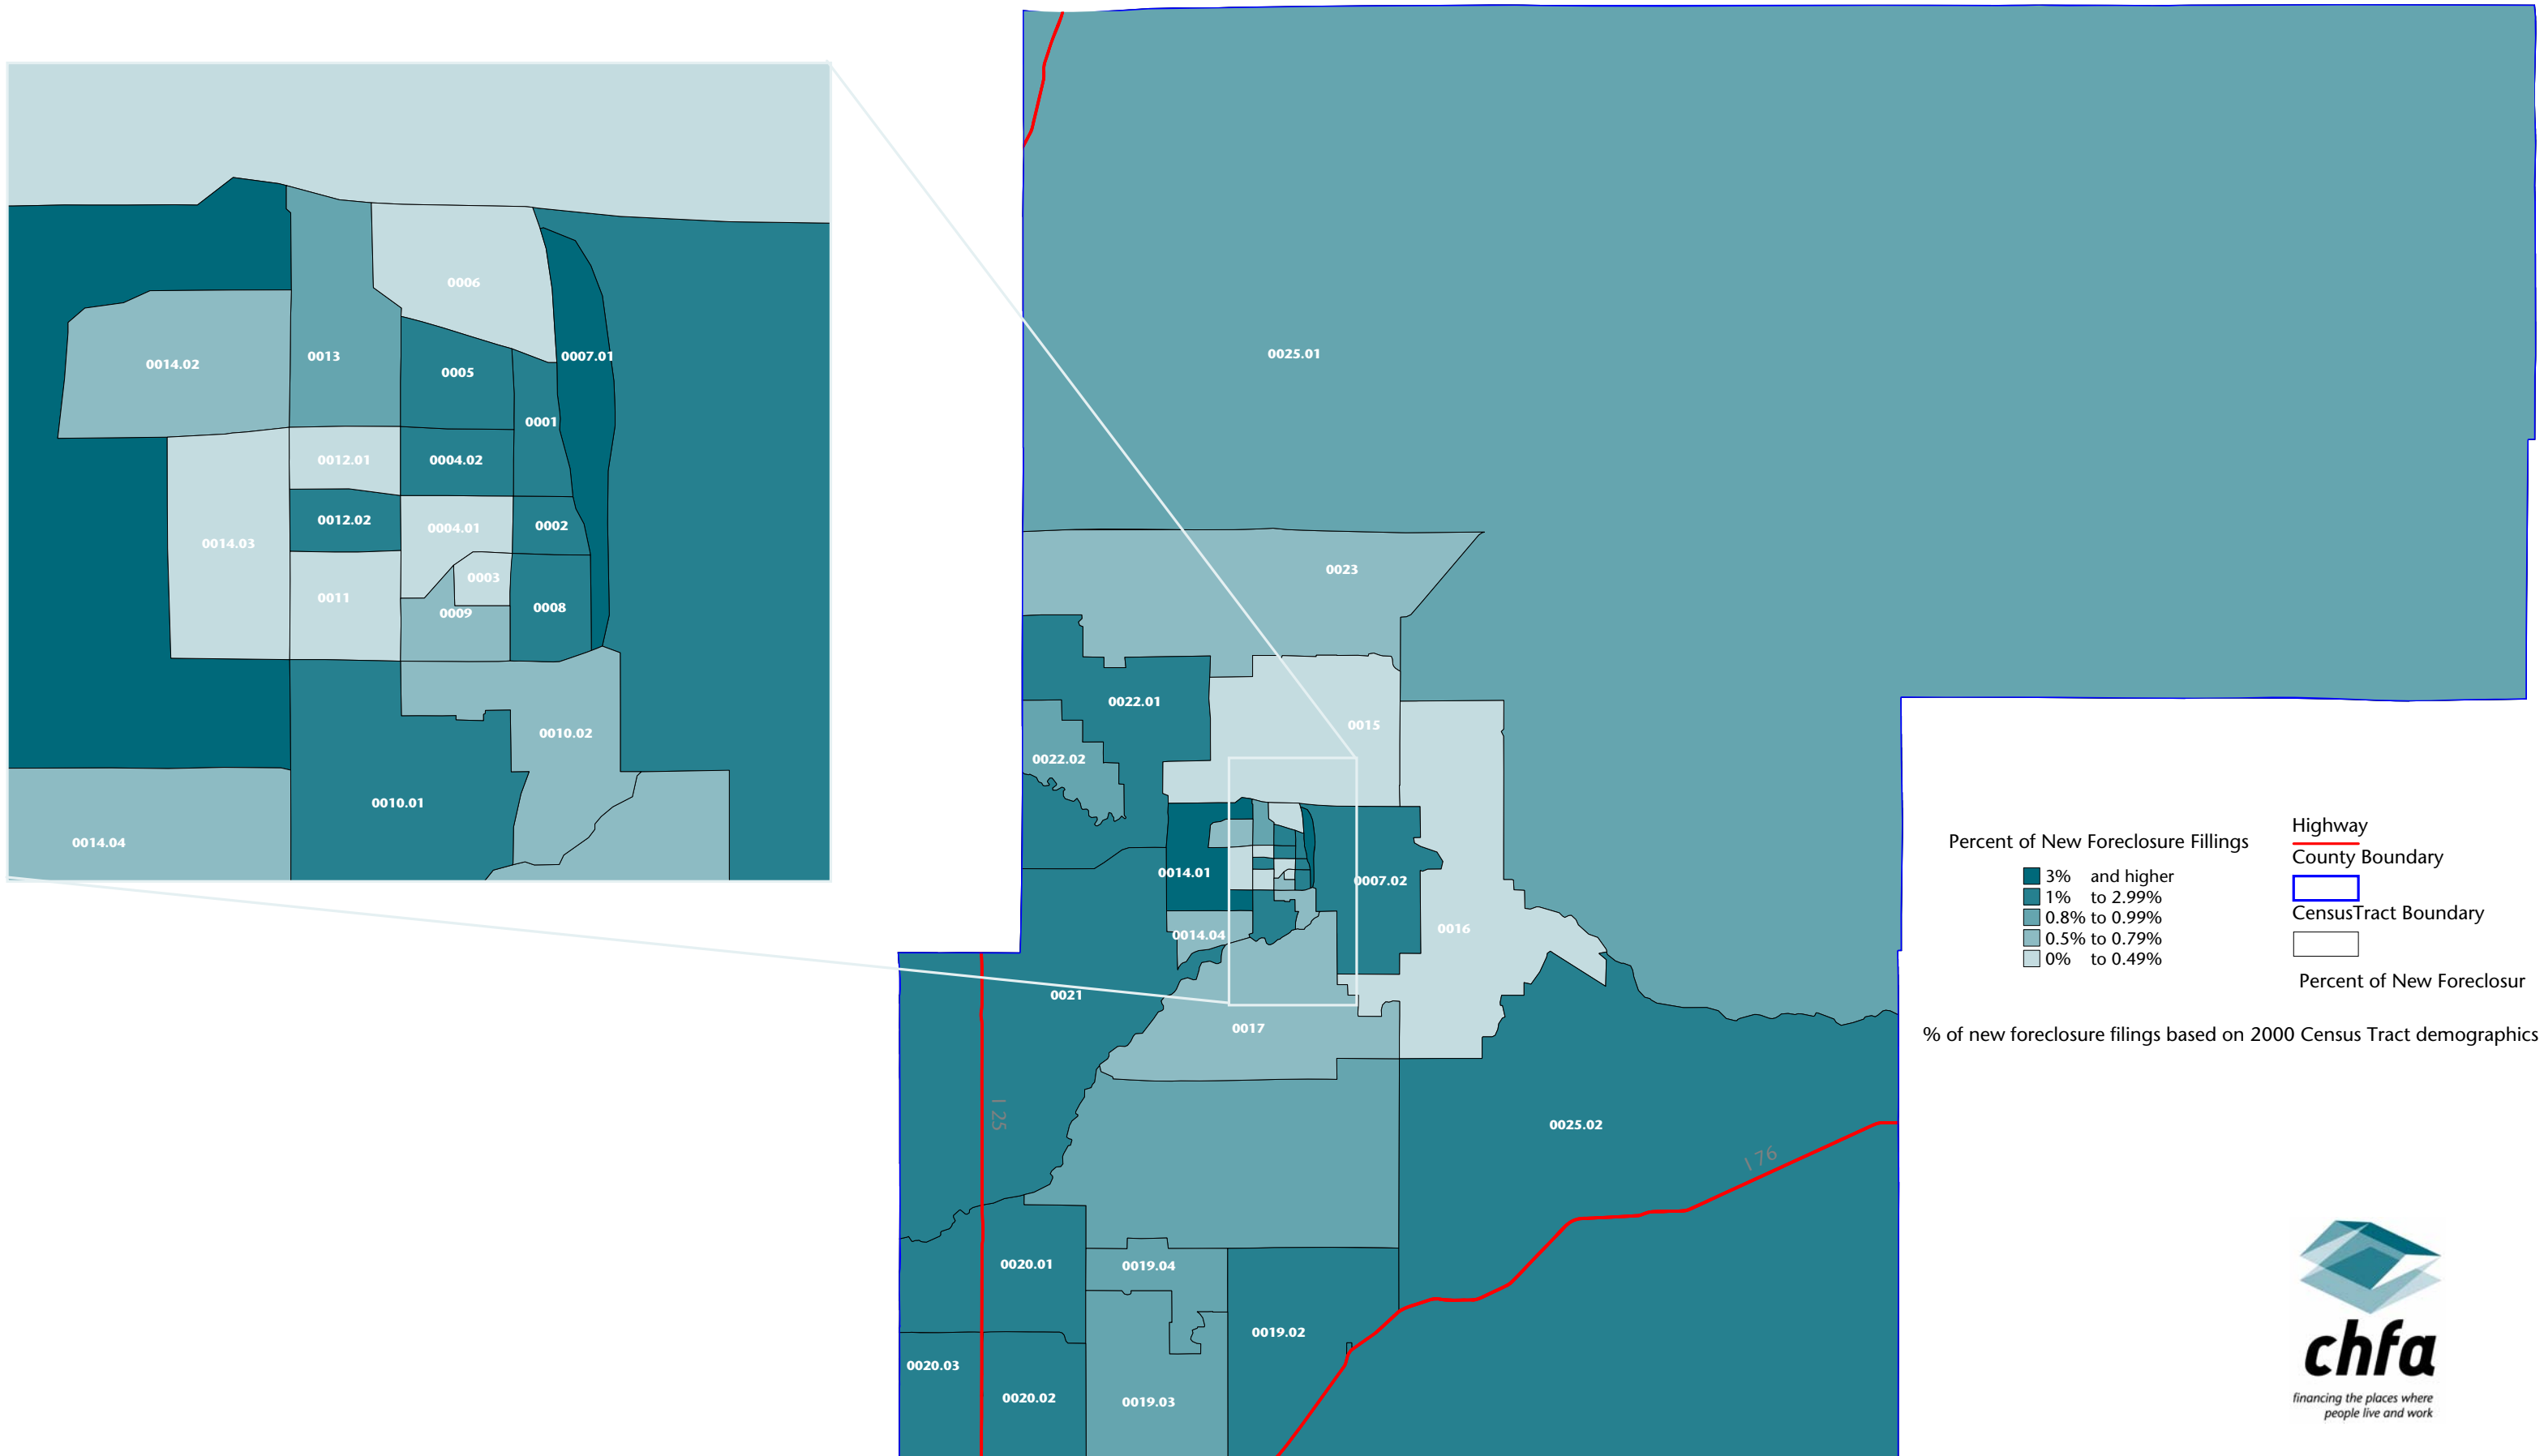 0006
0014.02
0013
0007.01
0005
0001
0012.01
0004.02
0012.02
0004.01
0002
0014.03
0003
0011
0009
0008
0010.02
0010.01
0014.04
0025.01
0023
0022.01
0015
0022.02
0014.01
0007.02
0016
0014.04
0021
0017
I 25
0025.02
I 76
0020.01
0019.04
0019.02
0020.03
0020.02
0019.03
Percent of New Foreclosure Fillings
3% and higher
1% to 2.99%
0.8% to 0.99%
0.5% to 0.79%
0% to 0.49%
Highway
County Boundary
CensusTract Boundary
Percent of New Foreclosur
% of new foreclosure filings based on 2000 Census Tract demographics
chfa
financing the places where
people live and work